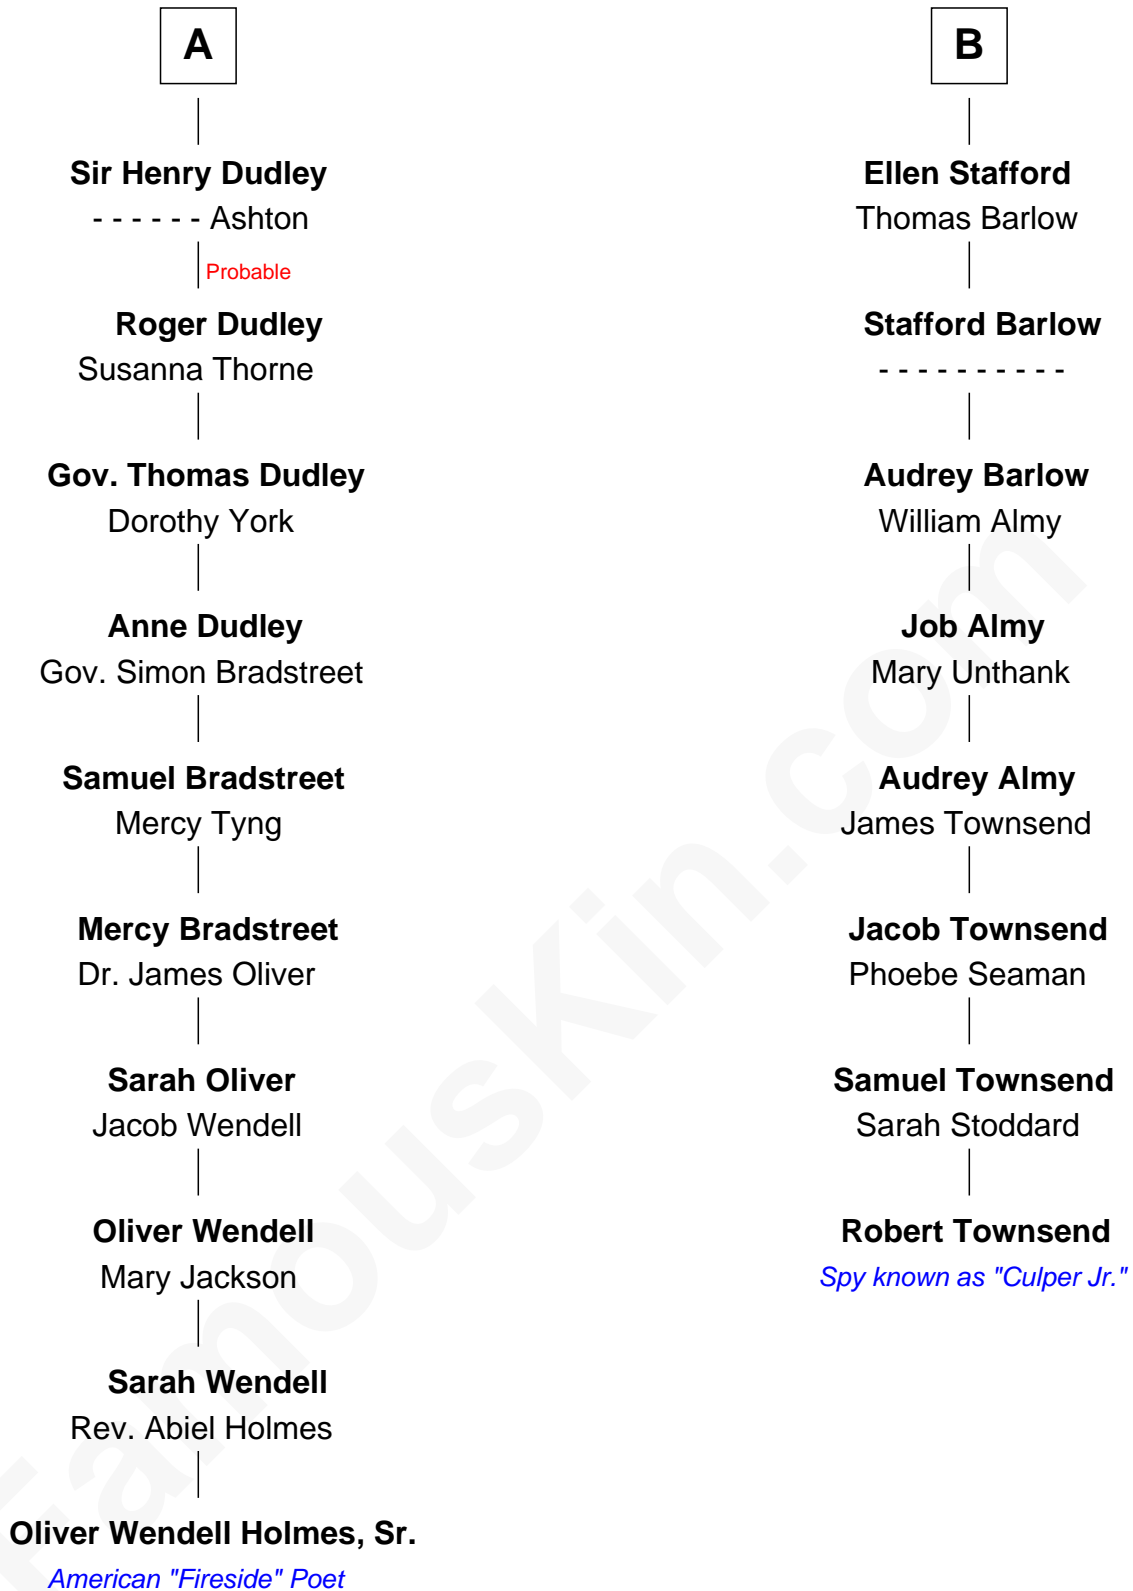 A
Sir Henry Dudley
- - - - - - Ashton
Probable
Roger Dudley
Susanna Thorne
Gov. Thomas Dudley
Dorothy York
Anne Dudley
Gov. Simon Bradstreet
Samuel Bradstreet
Mercy Tyng
Mercy Bradstreet
Dr. James Oliver
Sarah Oliver
Jacob Wendell
Oliver Wendell
Mary Jackson
Sarah Wendell
Rev. Abiel Holmes
Oliver Wendell Holmes, Sr.
American "Fireside" Poet
B
Ellen Stafford
Thomas Barlow
Stafford Barlow
- - - - - - - - - -
Audrey Barlow
William Almy
Job Almy
Mary Unthank
Audrey Almy
James Townsend
Jacob Townsend
Phoebe Seaman
Samuel Townsend
Sarah Stoddard
Robert Townsend
Spy known as "Culper Jr."
FamousKin.com